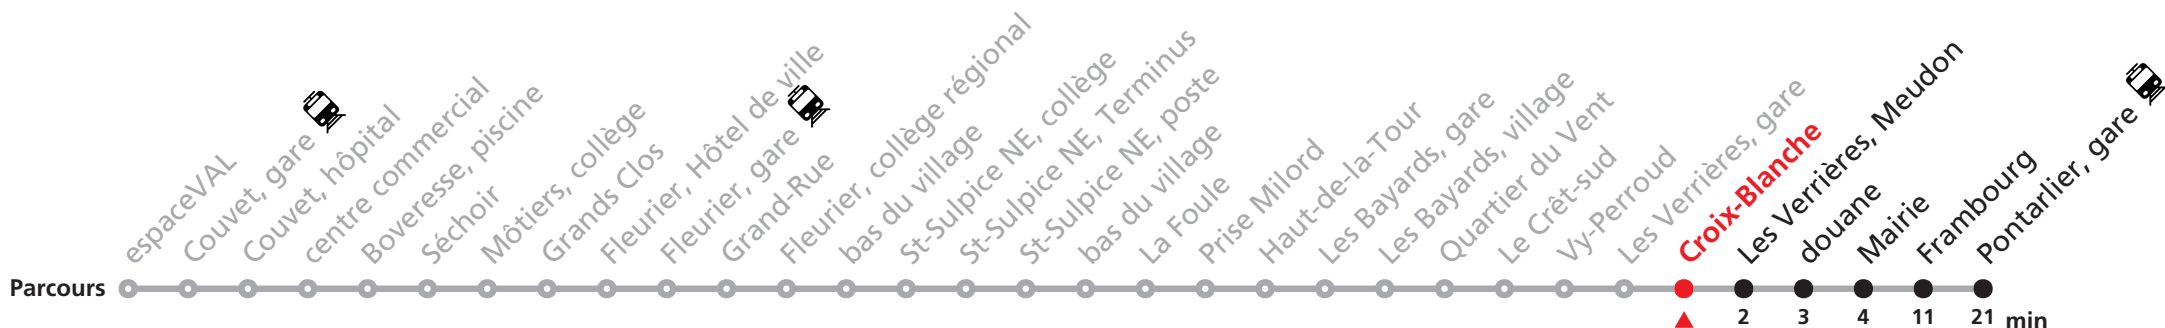 espaceVAL
Couvet, gare
Couvet, hôpital
centre commercial
Boveresse, piscine
Séchoir
Môtiers, collège
Grands Clos
Fleurier, Hôtel de ville
Fleurier, gare
Grand-Rue
Fleurier, collège régional
bas du village
St-Sulpice NE, collège
St-Sulpice NE, Terminus
St-Sulpice NE, poste
bas du village
La Foule
Prise Milord
Haut-de-la-Tour
Les Bayards, gare
Les Bayards, village
Quartier du Vent
Le Crêt-sud
Vy-Perroud
Les Verrières, gare
Croix-Blanche
Les Verrières, Meudon
douane
Mairie
Frambourg
Pontarlier, gare
Parcours
2 3 4 11 21 min